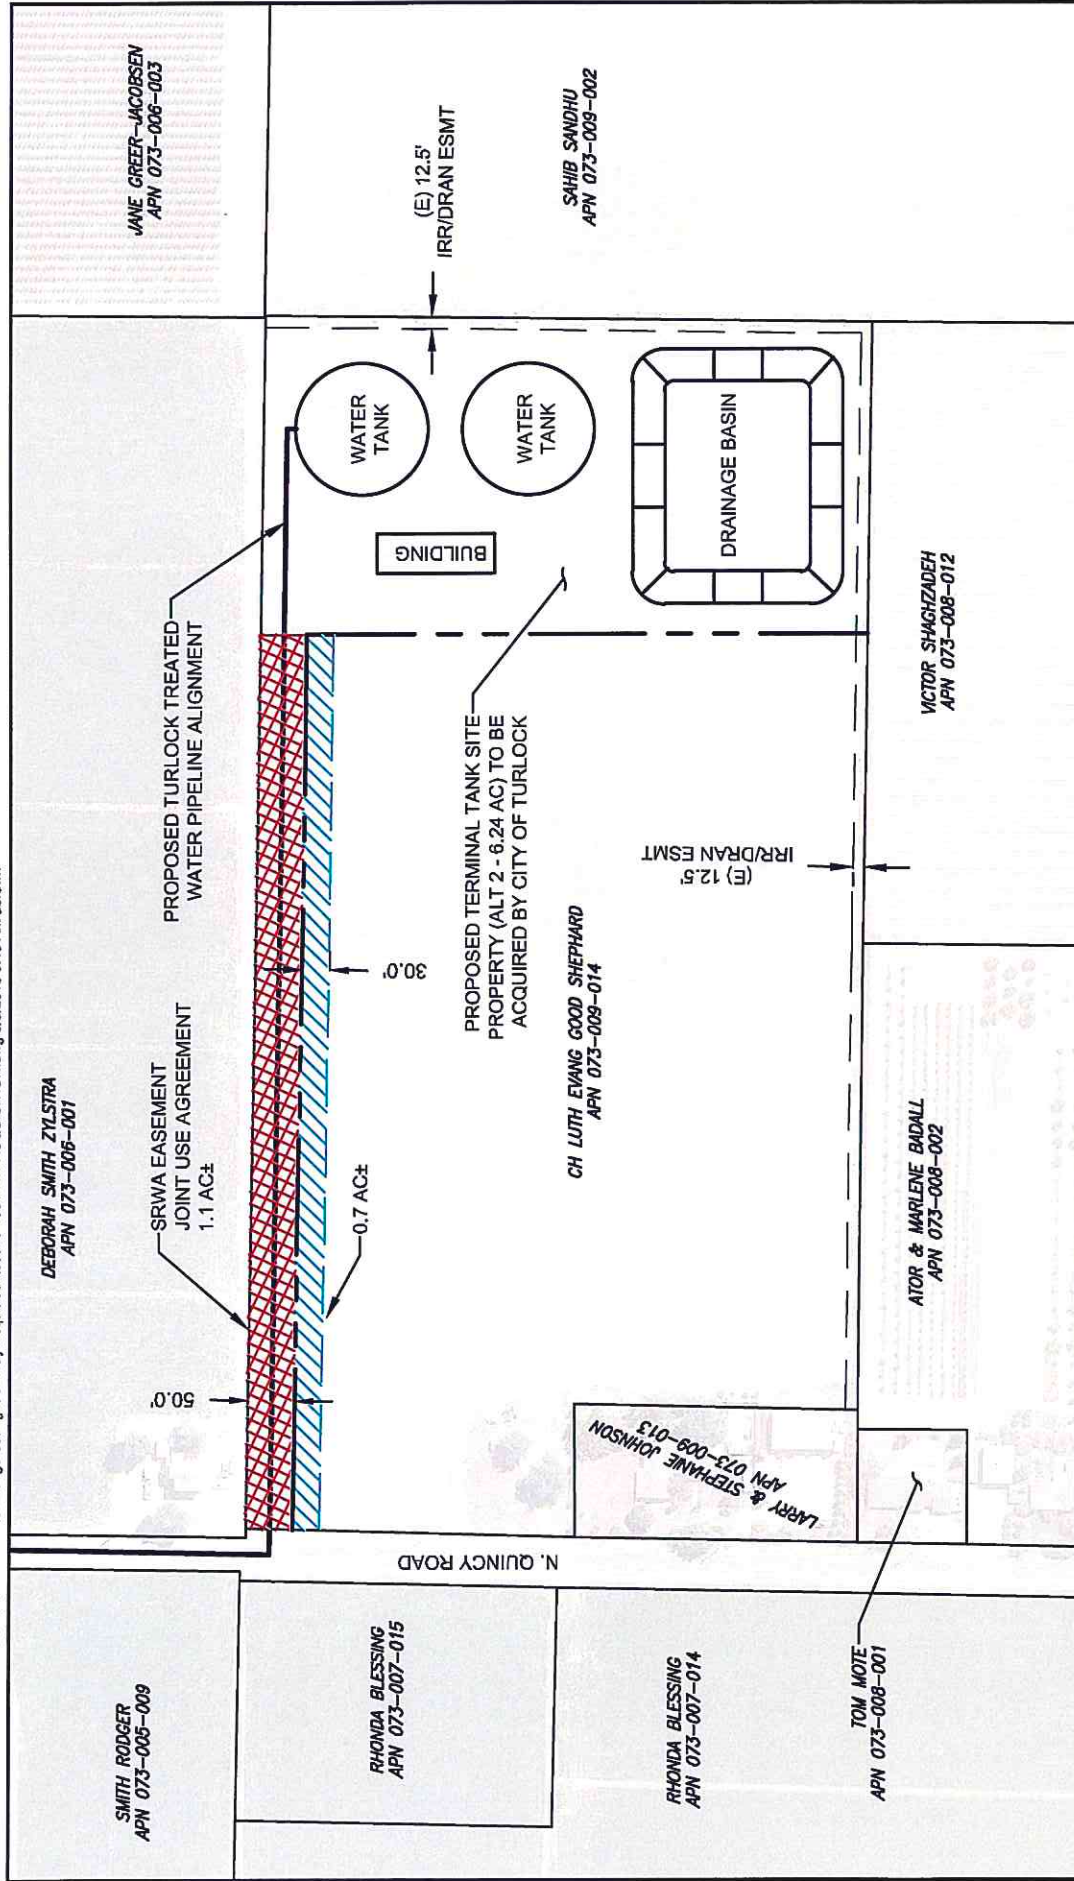 JANE GREER-JACOBSEN
APN 073-006-003
SAHIB SANDHU
APN 073-009-002
(E) 12.5'
IRR/DRAN ESMT
DEBORAH SMITH ZYLSTRA
APN 073-006-001
PROPOSED TURLOCK TREATED
WATER PIPELINE ALIGNMENT
SRWA EASEMENT
JOINT USE AGREEMENT
1.1 AC±
50.0'
30.0'
0.7 AC±
WATER
TANK
WATER
TANK
BUILDING
DRAINAGE BASIN
PROPOSED TERMINAL TANK SITE
PROPERTY (ALT 2 - 6.24 AC) TO BE
ACQUIRED BY CITY OF TURLOCK
(E) 12.5'
IRR/DRAN ESMT
CH LUTH EVANG GOOD SHEPHARD
APN 073-009-014
VICTOR SHAGHZADEH
APN 073-008-012
ATOR & MARLENE BADALL
APN 073-008-002
LARRY & STEPHANIE JOHNSON
APN 073-009-013
N. QUINCY ROAD
SMITH RODGER
APN 073-005-009
RHONDA BLESSING
APN 073-007-015
RHONDA BLESSING
APN 073-007-014
TOM MOTE
APN 073-008-001